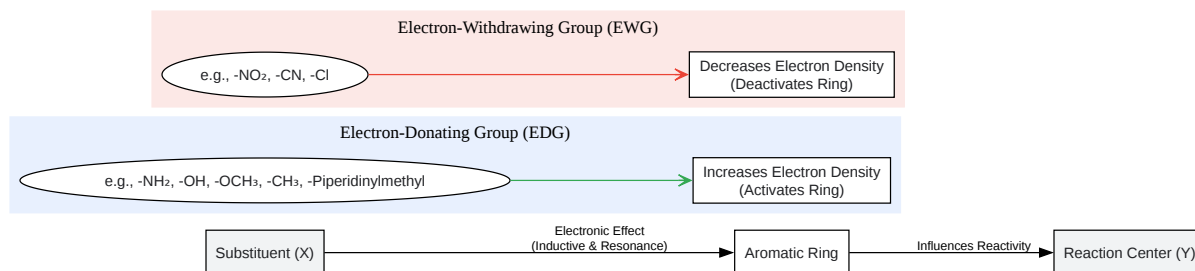 Electron-Withdrawing Group (EWG)
e.g., -NO₂, -CN, -Cl
Decreases Electron Density
(Deactivates Ring)
Electron-Donating Group (EDG)
e.g., -NH₂, -OH, -OCH₃, -CH₃, -Piperidinylmethyl
Increases Electron Density
(Activates Ring)
Substituent (X)
Electronic Effect
(Inductive & Resonance)
Aromatic Ring
Influences Reactivity
Reaction Center (Y)